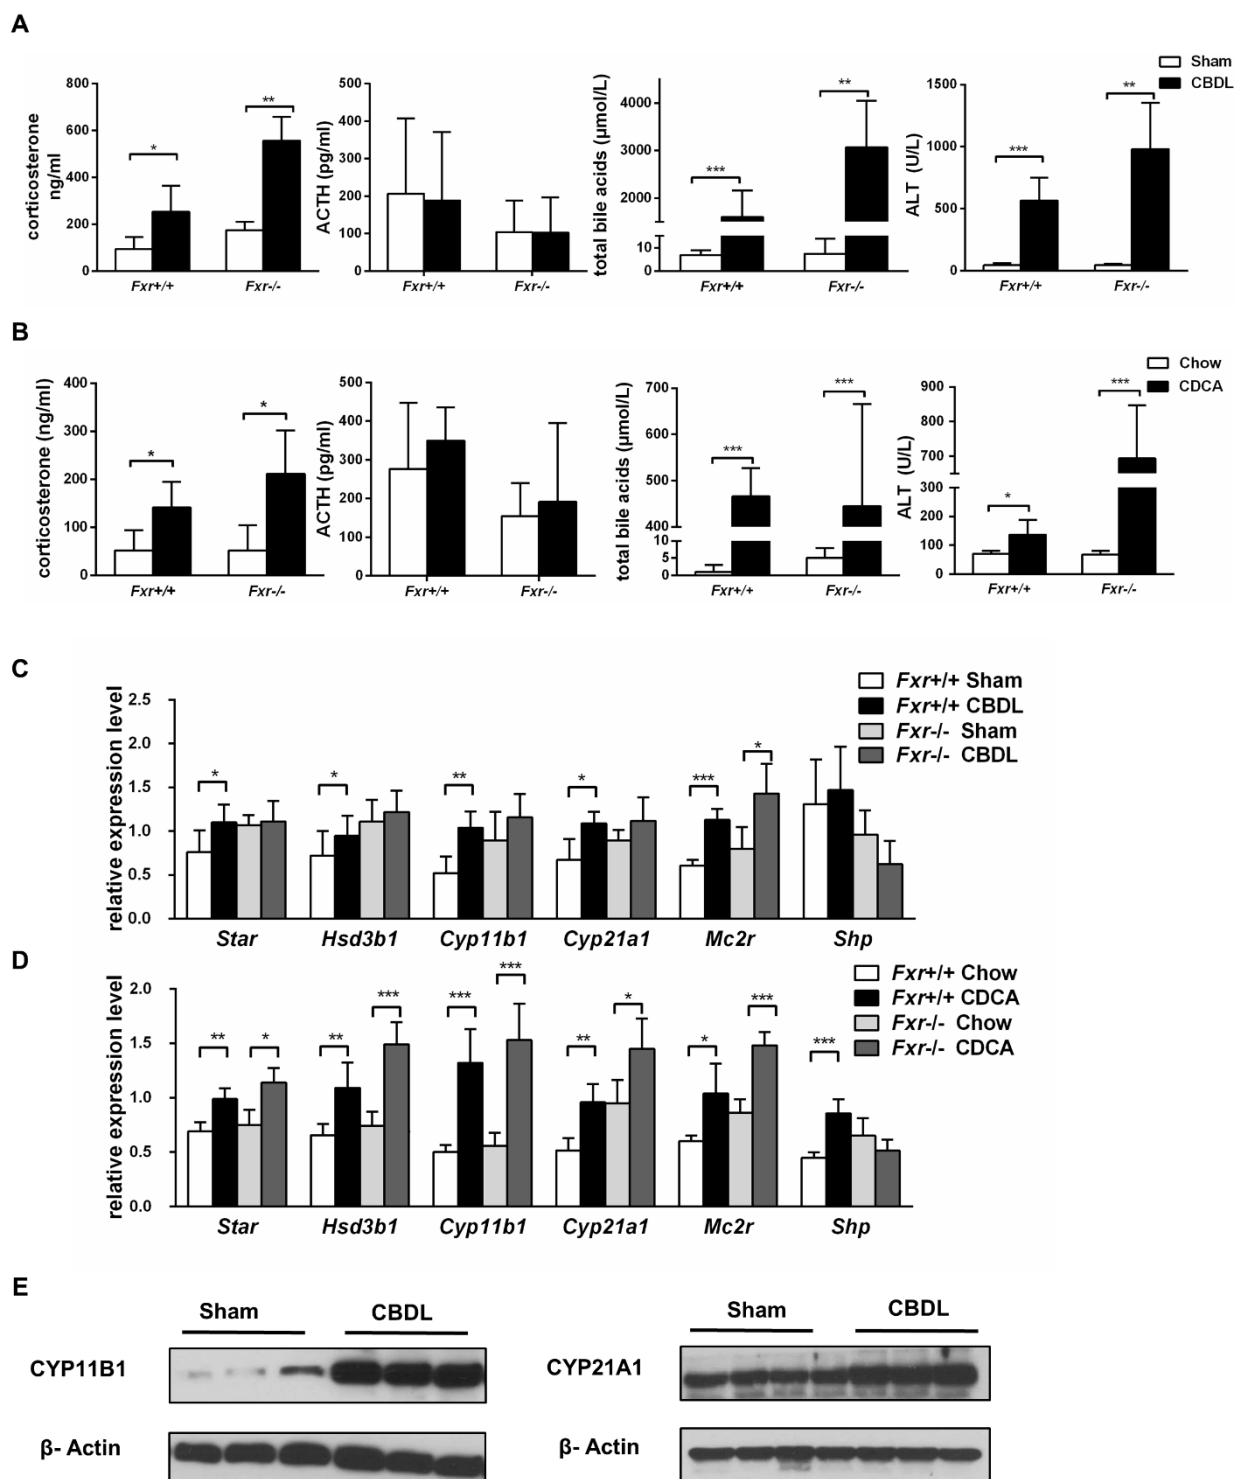 A
Sham
CBDL
corticosterone
ng/ml
800
600
400
200
0
*
**
Fxr+/+
Fxr-/-
ACTH (pg/ml)
500
400
300
200
100
0
Fxr+/+
Fxr-/-
total bile acids (μmol/L)
4000
3000
2000
10
0
***
**
Fxr+/+
Fxr-/-
ALT (U/L)
1500
1000
500
0
***
**
Fxr+/+
Fxr-/-
B
Chow
CDCA
corticosterone (ng/ml)
400
300
200
100
0
*
*
Fxr+/+
Fxr-/-
ACTH (pg/ml)
500
400
300
200
100
0
Fxr+/+
Fxr-/-
total bile acids (μmol/L)
700
600
500
400
10
5
0
***
***
Fxr+/+
Fxr-/-
ALT (U/L)
900
800
700
600
300
200
100
0
*
***
Fxr+/+
Fxr-/-
C
relative expression level
2.5
2.0
1.5
1.0
0.5
0.0
Fxr+/+ Sham
Fxr+/+ CBDL
Fxr-/- Sham
Fxr-/- CBDL
* * ** * *** *
Star Hsd3b1 Cyp11b1 Cyp21a1 Mc2r Shp
D
relative expression level
2.0
1.5
1.0
0.5
0.0
Fxr+/+ Chow
Fxr+/+ CDCA
Fxr-/- Chow
Fxr-/- CDCA
** * ** *** *** *** ** * * *** ***
Star Hsd3b1 Cyp11b1 Cyp21a1 Mc2r Shp
E
Sham CBDL
CYP11B1
β- Actin
Sham CBDL
CYP21A1
β- Actin